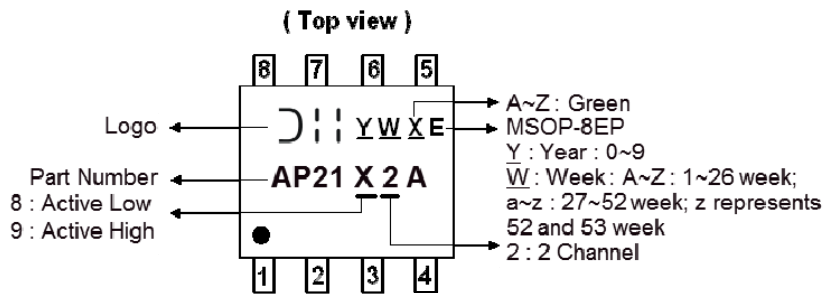 ( Top view )
8 7 6 5
Logo
Y W X E
A~Z : Green
MSOP-8EP
Y : Year : 0~9
W : Week : A~Z : 1~26 week;
a~z : 27~52 week; z represents
52 and 53 week
2 : 2 Channel
Part Number
8 : Active Low
9 : Active High
AP21 X 2 A
1 2 3 4